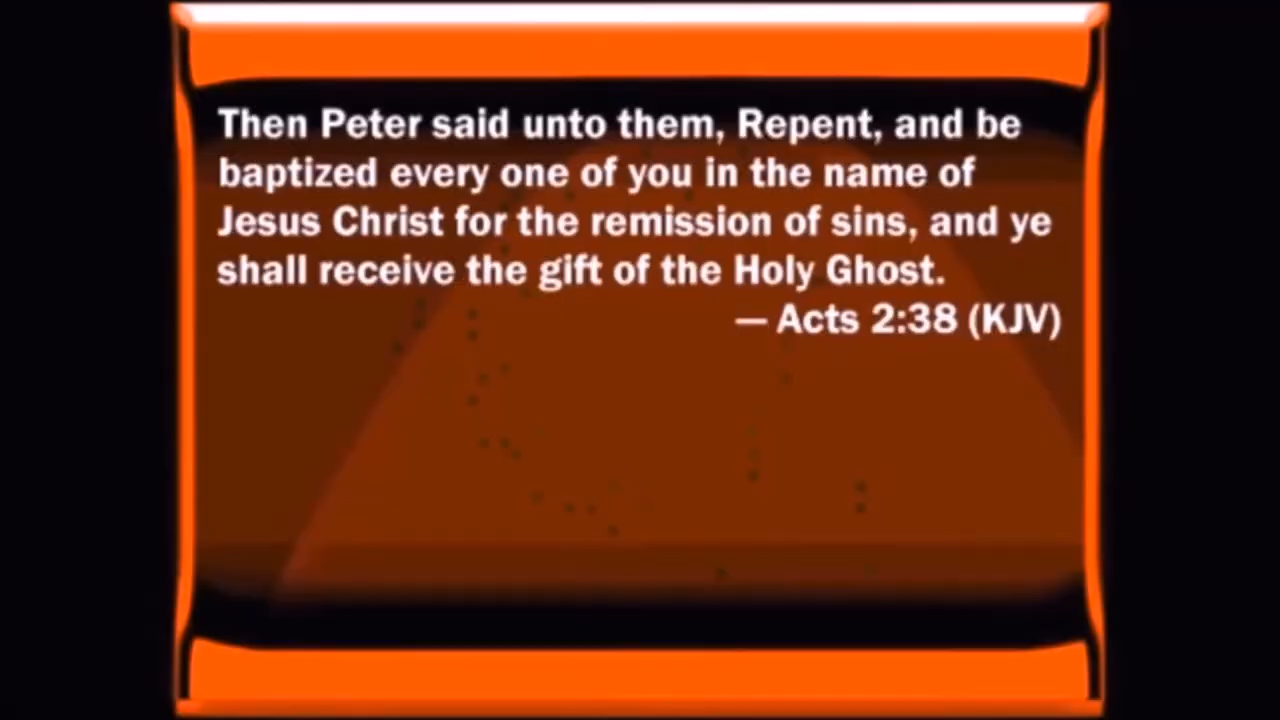 Then Peter said unto them, Repent, and be
baptized every one of you in the name of
Jesus Christ for the remission of sins, and ye
shall receive the gift of the Holy Ghost.
— Acts 2:38 (KJV)